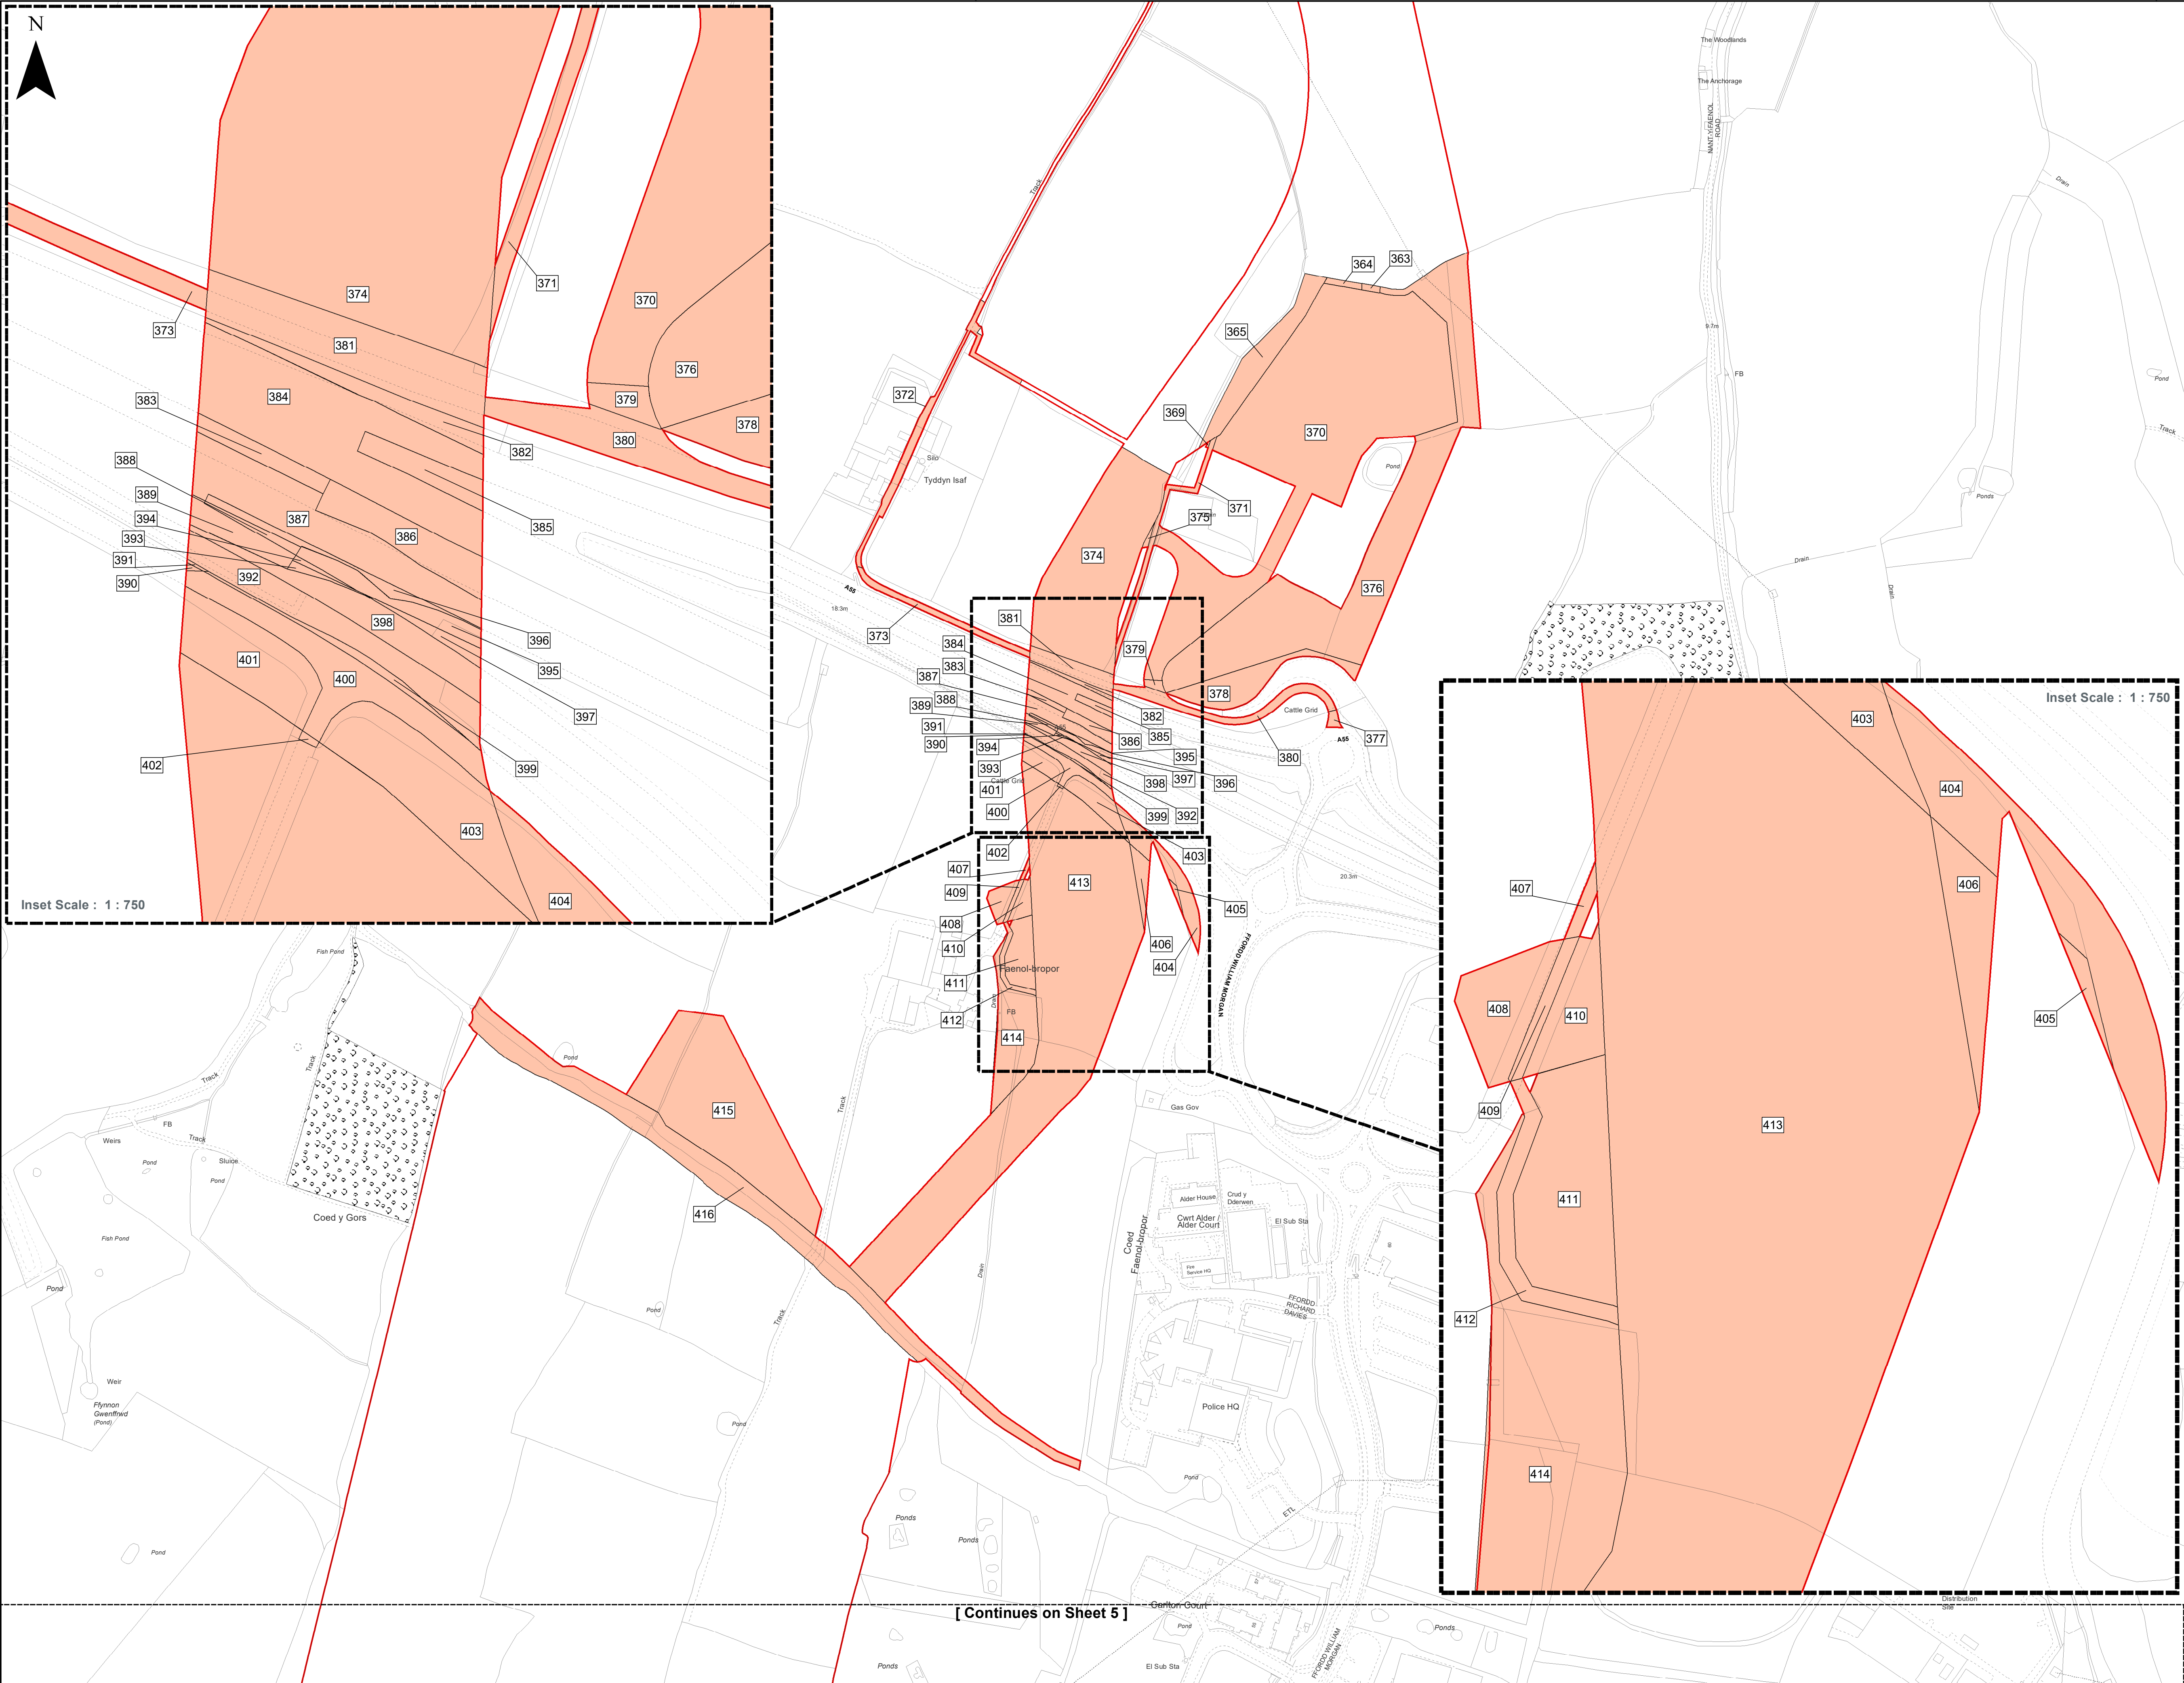 N
374
373
381
371
370
376
379
378
380
384
383
382
385
388
389
394
393
391
390
387
386
392
398
396
395
397
401
400
402
399
403
404
Inset Scale : 1 : 750
Track
The Woodlands
The Anchorage
NANT-Y-FAENOL
ROAD
Drain
9.7m
FB
Pond
Track
Ponds
Drain
Drain
364
363
365
369
370
Pond
371
375
372
Silo
Tyddyn Isaf
374
376
A55
18.3m
373
381
384
383
379
387
388
389
391
390
394
393
378
382
385
386
395
397
396
398
392
399
Cattle Grid
401
400
402
Cattle Grid
377
A55
380
403
407
409
408
410
411
412
413
405
406
404
Faenol-bropor
Drain
FB
414
20.3m
FFORDD WILLIAM MORGAN
Inset Scale : 1 : 750
403
404
407
406
408
410
405
409
413
411
412
414
Fish Pond
Pond
Track
Track
FB
Weirs
Track
Pond
Sluice
Pond
Coed y Gors
Fish Pond
Pond
Weir
Ffynnon
Gwenffrwd
(Pond)
Pond
415
416
Track
Track
Pond
Pond
Drain
Gas Gov
Coed
Faenol-bropor
Alder House
Crud y
Dderwen
Cwrt Alder /
Alder Court
El Sub Sta
Fire
Service HQ
FFORDD
RICHARD
DAVIES
Police HQ
Pond
ETL
Ponds
Ponds
[ Continues on Sheet 5 ]
Carlton Court
Pond
El Sub Sta
FFORDD WILLIAM
MORGAN
Ponds
Ponds
Distribution
Site